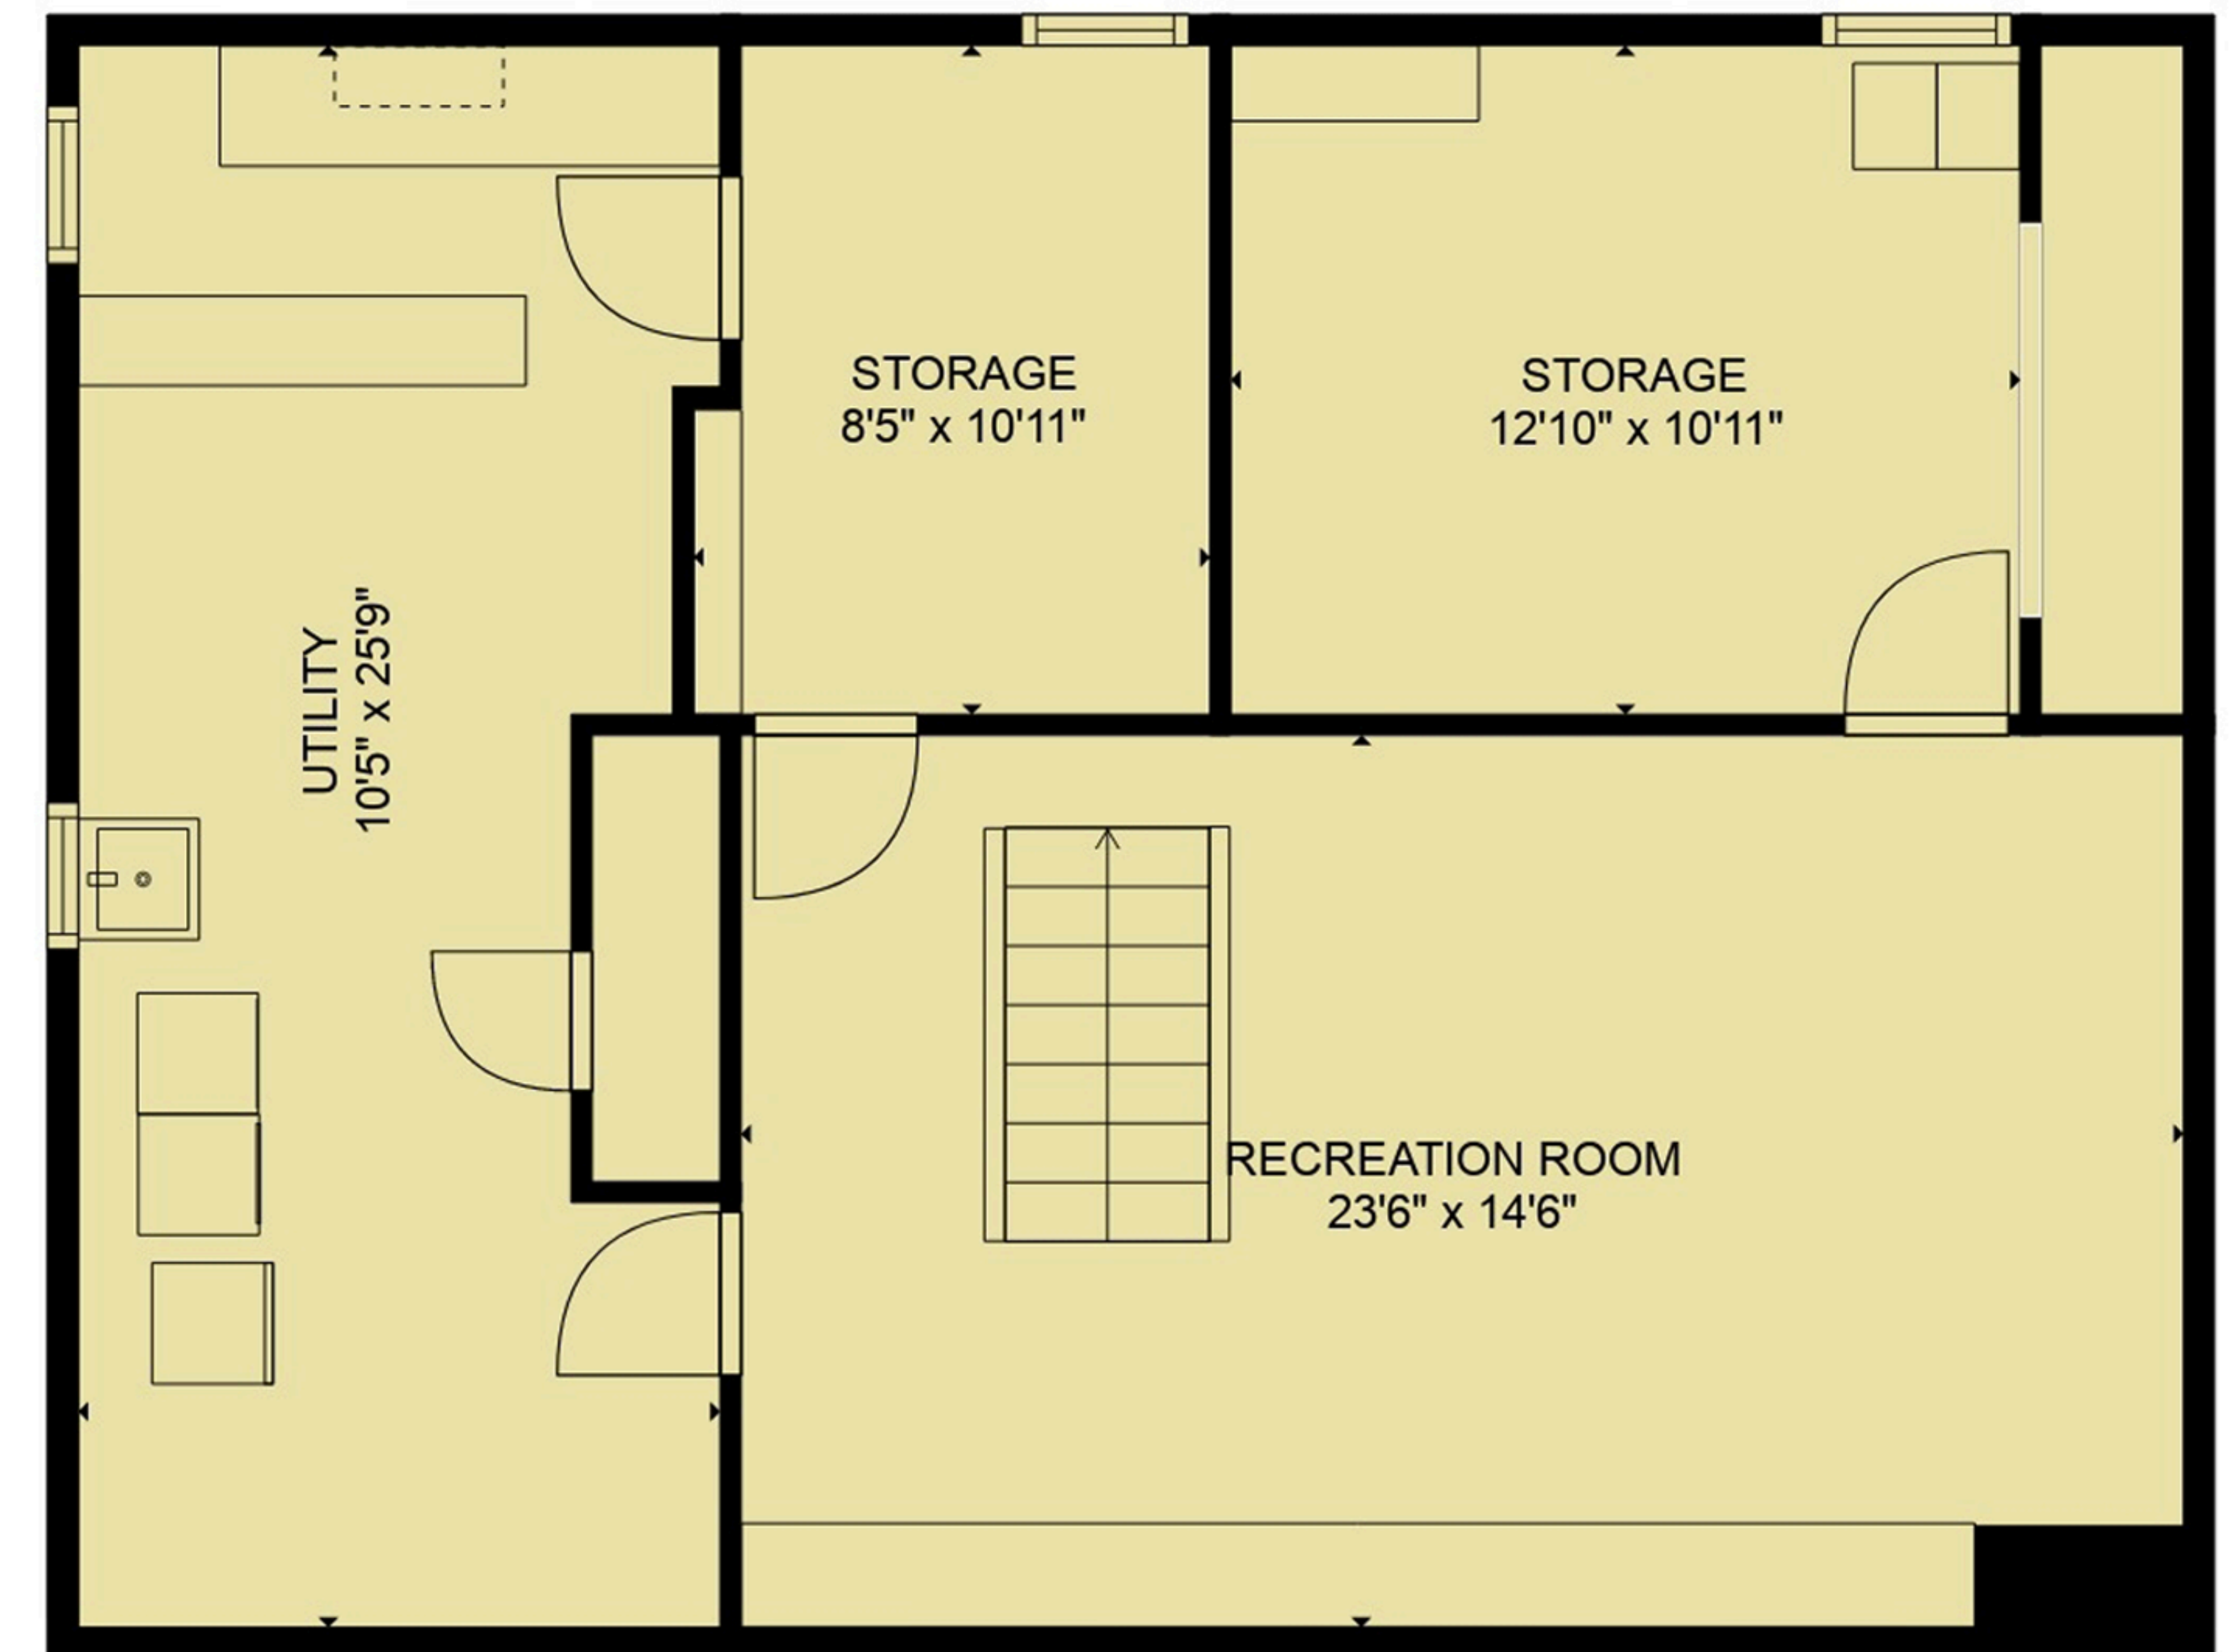 STORAGE
8'5" x 10'11"
STORAGE
12'10" x 10'11"
UTILITY
10'5" x 25'9"
RECREATION ROOM
23'6" x 14'6"